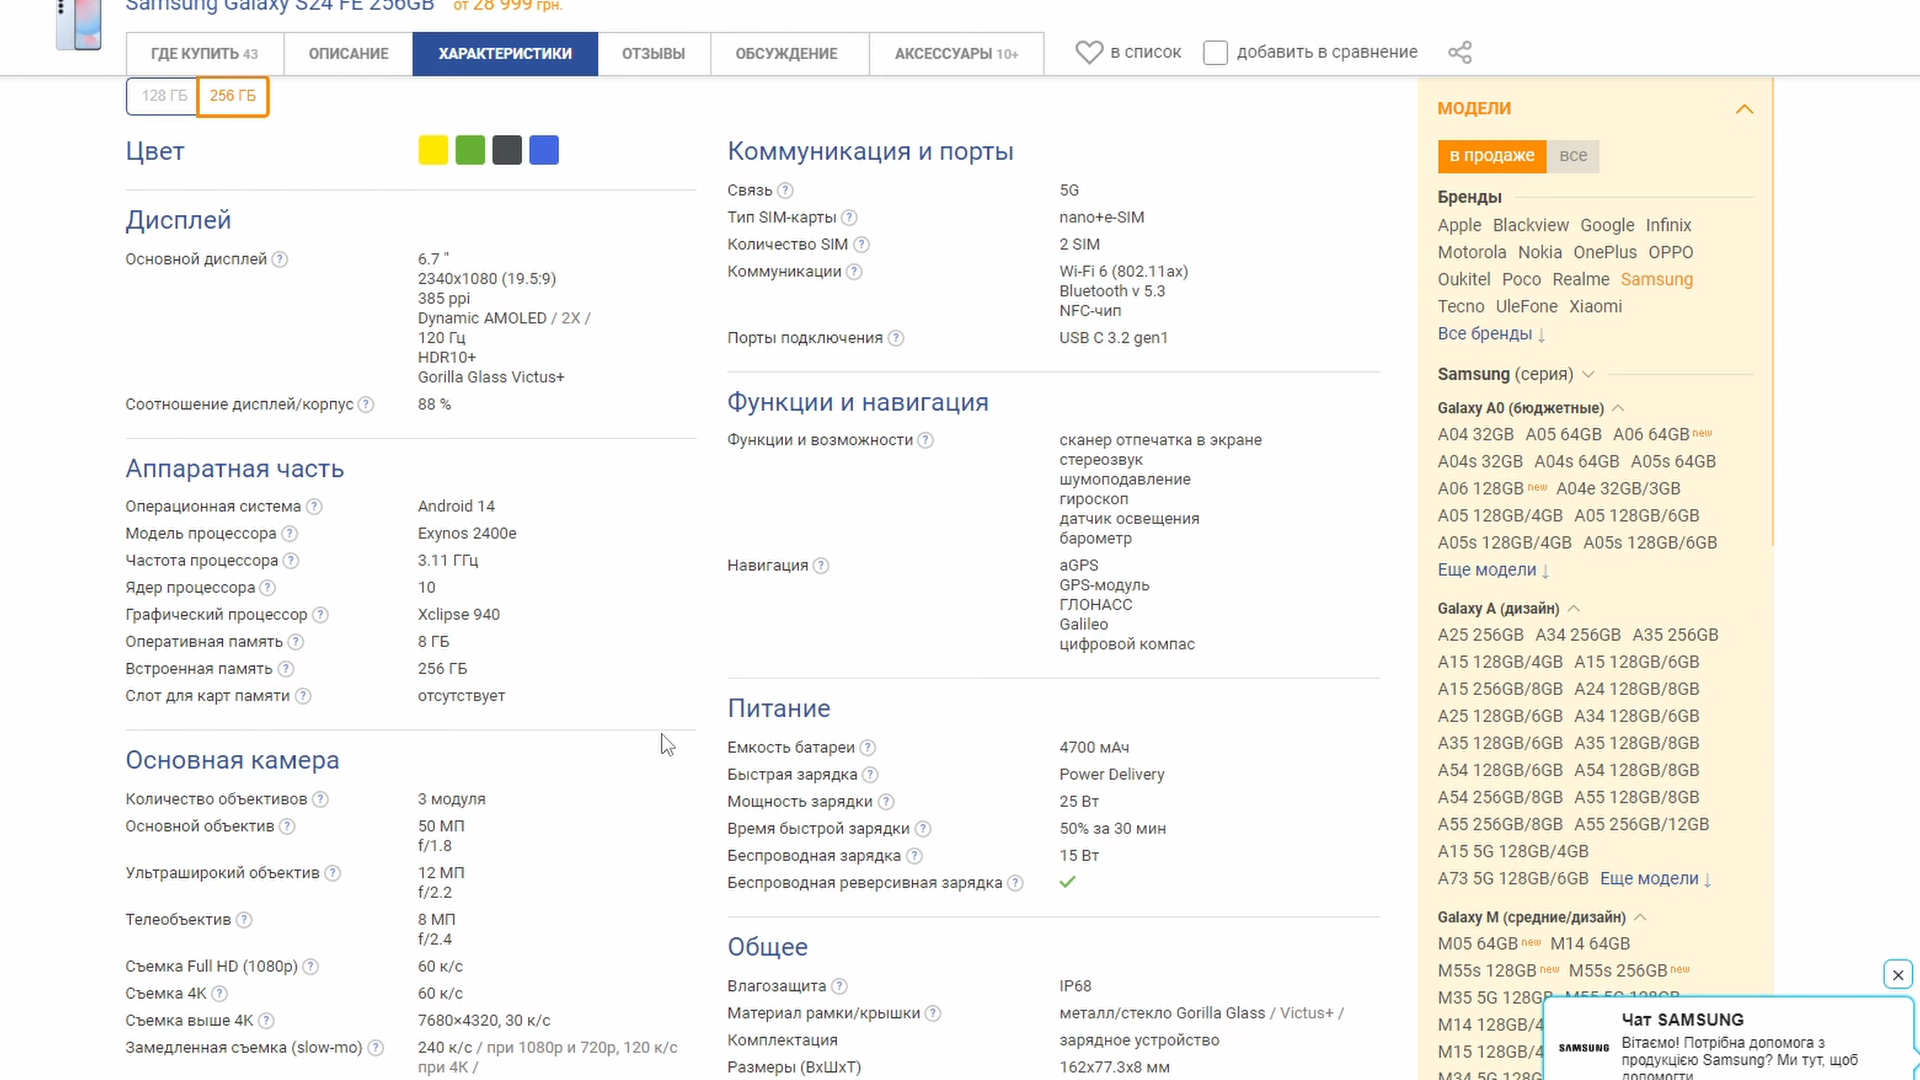 Samsung Galaxy S24 FE 256GB от 28 999 грн.
ГДЕ КУПИТЬ 43 ОПИСАНИЕ ХАРАКТЕРИСТИКИ ОТЗЫВЫ ОБСУЖДЕНИЕ АКСЕССУАРЫ 10+ в список добавить в сравнение
128 ГБ 256 ГБ
Цвет
Дисплей
Основной дисплей ? 6.7 "
2340x1080 (19.5:9)
385 ppi
Dynamic AMOLED / 2X /
120 Гц
HDR10+
Gorilla Glass Victus+
Соотношение дисплей/корпус ? 88 %
Аппаратная часть
Операционная система ? Android 14
Модель процессора ? Exynos 2400e
Частота процессора ? 3.11 ГГц
Ядер процессора ? 10
Графический процессор ? Xclipse 940
Оперативная память ? 8 ГБ
Встроенная память ? 256 ГБ
Слот для карт памяти ? отсутствует
Основная камера
Количество объективов ? 3 модуля
Основной объектив ? 50 МП
f/1.8
Ультраширокий объектив ? 12 МП
f/2.2
Телеобъектив ? 8 МП
f/2.4
Съемка Full HD (1080p) ? 60 к/с
Съемка 4K ? 60 к/с
Съемка выше 4K ? 7680×4320, 30 к/с
Замедленная съемка (slow-mo) ? 240 к/с / при 1080p и 720p, 120 к/с
при 4K /
Коммуникация и порты
Связь ? 5G
Тип SIM-карты ? nano+e-SIM
Количество SIM ? 2 SIM
Коммуникации ? Wi-Fi 6 (802.11ax)
Bluetooth v 5.3
NFC-чип
Порты подключения ? USB C 3.2 gen1
Функции и навигация
Функции и возможности ? сканер отпечатка в экране
стереозвук
шумоподавление
гироскоп
датчик освещения
барометр
Навигация ? aGPS
GPS-модуль
ГЛОНАСС
Galileo
цифровой компас
Питание
Емкость батареи ? 4700 мАч
Быстрая зарядка ? Power Delivery
Мощность зарядки ? 25 Вт
Время быстрой зарядки ? 50% за 30 мин
Беспроводная зарядка ? 15 Вт
Беспроводная реверсивная зарядка ?
Общее
Влагозащита ? IP68
Материал рамки/крышки ? металл/стекло Gorilla Glass / Victus+ /
Комплектация зарядное устройство
Размеры (ВхШхТ) 162x77.3x8 мм
МОДЕЛИ
в продаже все
Бренды
Apple Blackview Google Infinix
Motorola Nokia OnePlus OPPO
Oukitel Poco Realme Samsung
Tecno UleFone Xiaomi
Все бренды ↓
Samsung (серия)
Galaxy A0 (бюджетные)
A04 32GB A05 64GB A06 64GB new
A04s 32GB A04s 64GB A05s 64GB
A06 128GB new A04e 32GB/3GB
A05 128GB/4GB A05 128GB/6GB
A05s 128GB/4GB A05s 128GB/6GB
Еще модели ↓
Galaxy A (дизайн)
A25 256GB A34 256GB A35 256GB
A15 128GB/4GB A15 128GB/6GB
A15 256GB/8GB A24 128GB/8GB
A25 128GB/6GB A34 128GB/6GB
A35 128GB/6GB A35 128GB/8GB
A54 128GB/6GB A54 128GB/8GB
A54 256GB/8GB A55 128GB/8GB
A55 256GB/8GB A55 256GB/12GB
A15 5G 128GB/4GB
A73 5G 128GB/6GB Еще модели ↓
Galaxy M (средние/дизайн)
M05 64GB new M14 64GB
M55s 128GB new M55s 256GB new
M35 5G 128GB M55 5G 128GB
M14 128GB/4
M15 128GB/4
M34 5G 128G
Чат SAMSUNG
SAMSUNG
Вітаємо! Потрібна допомога з
продукцією Samsung? Ми тут, щоб
допомогти